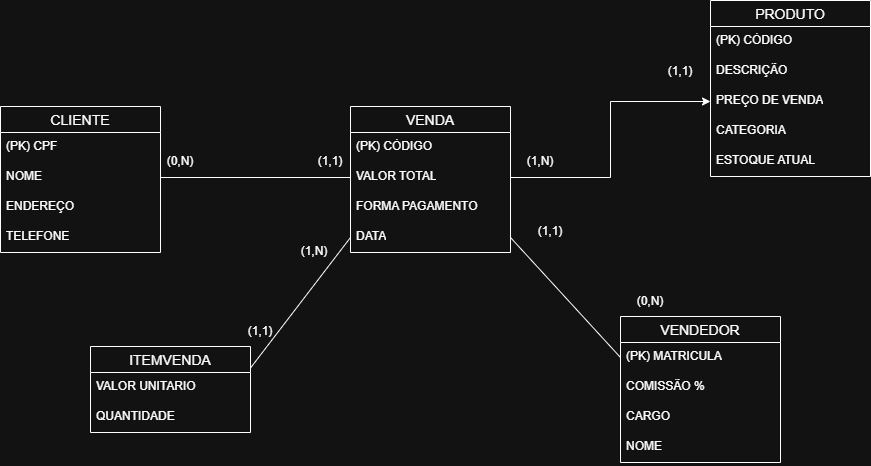 PRODUTO
(PK) CÓDIGO
DESCRIÇÃO
PREÇO DE VENDA
CATEGORIA
ESTOQUE ATUAL
(1,1)
CLIENTE
(PK) CPF
NOME
ENDEREÇO
TELEFONE
(0,N)
(1,1)
VENDA
(PK) CÓDIGO
VALOR TOTAL
FORMA PAGAMENTO
DATA
(1,N)
(1,1)
(1,N)
(1,1)
(0,N)
ITEMVENDA
VALOR UNITARIO
QUANTIDADE
VENDEDOR
(PK) MATRICULA
COMISSÃO %
CARGO
NOME